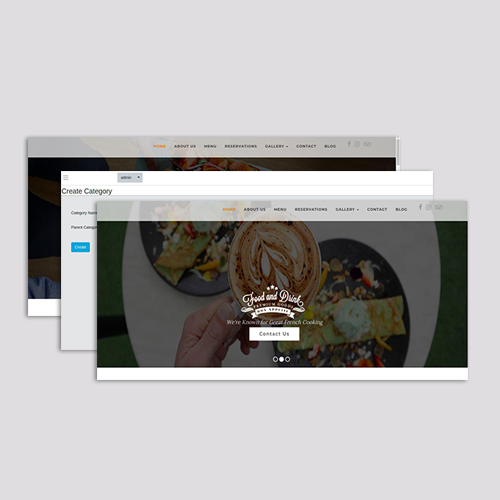 HOME ABOUT US MENU RESERVATIONS GALLERY CONTACT BLOG
admin
Create Category
Category Name
Parent Categor
Create
HOME ABOUT US MENU RESERVATIONS GALLERY CONTACT BLOG
Food and Drink
PREMIUM GOODS
BON APPETIT
We're Known for Great French Cooking
Contact Us